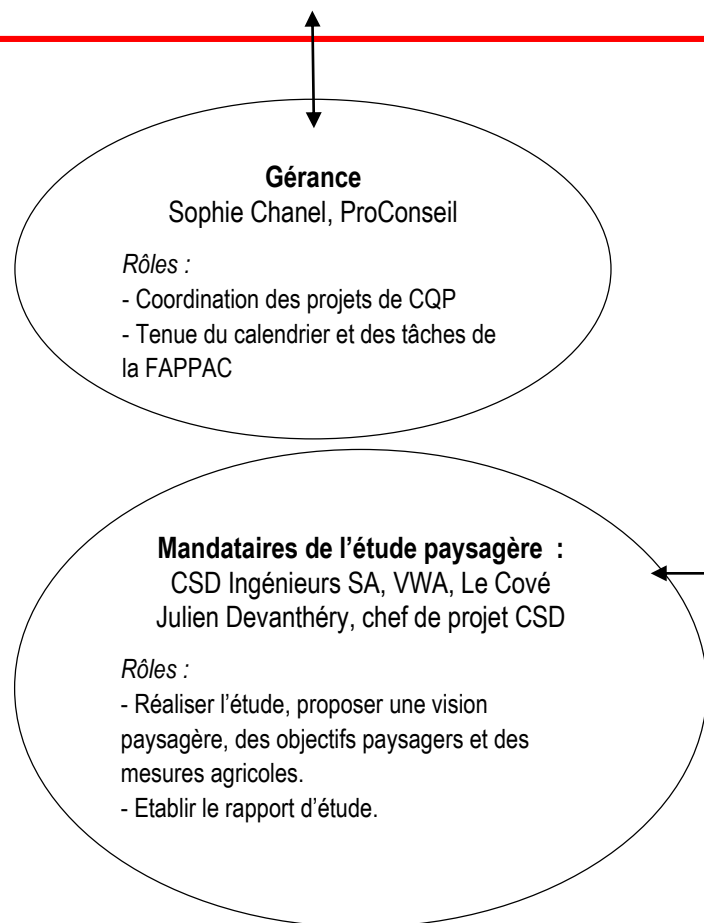 Gérance
Sophie Chanel, ProConseil
Rôles :
- Coordination des projets de CQP
- Tenue du calendrier et des tâches de
la FAPPAC
Mandataires de l’étude paysagère :
CSD Ingénieurs SA, VWA, Le Cové
Julien Devanthéry, chef de projet CSD
Rôles :
- Réaliser l’étude, proposer une vision
paysagère, des objectifs paysagers et des
mesures agricoles.
- Etablir le rapport d’étude.